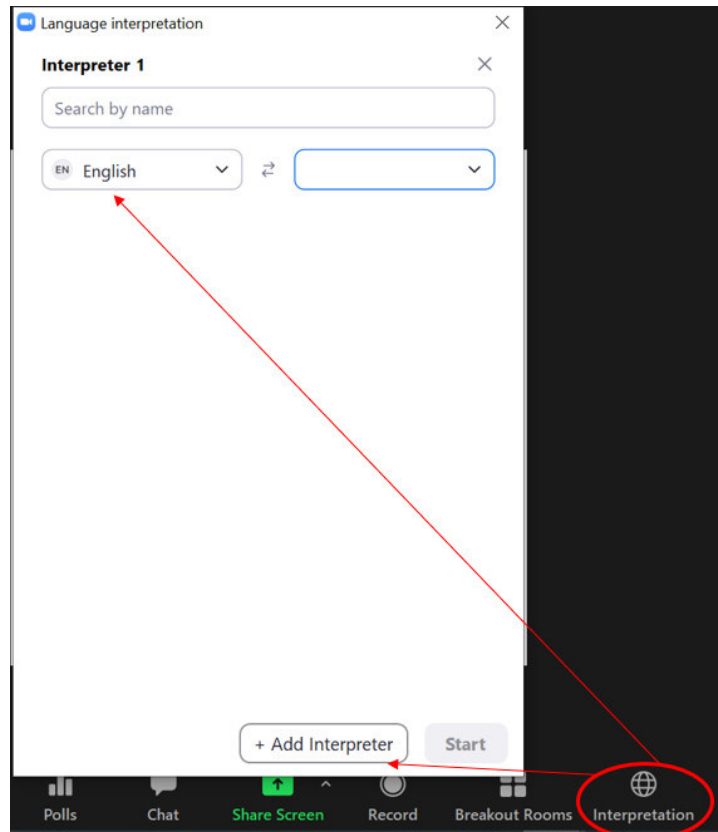 Language interpretation
Interpreter 1
Search by name
EN English
+ Add Interpreter Start
Polls Chat Share Screen Record Breakout Rooms Interpretation